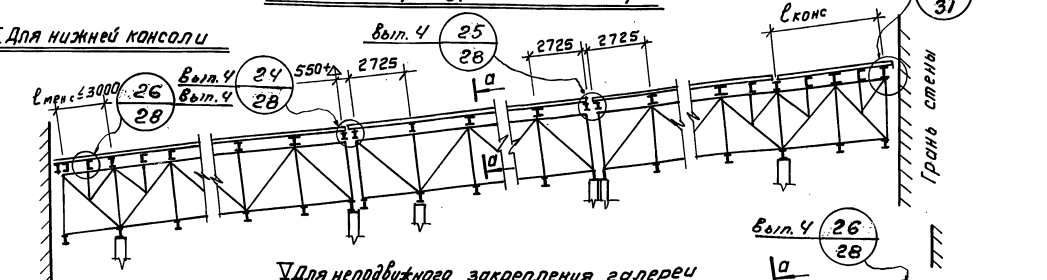 31
Для нижней консоли
вып. 4
25
28
ℓконс
2725
2725
вып. 4
24
550+Δ
2725
а
вып. 4
28
≤3000
26
28
а
Грань стены
вып. 4
26
28
а
V Для неподвижного закрепления галереи